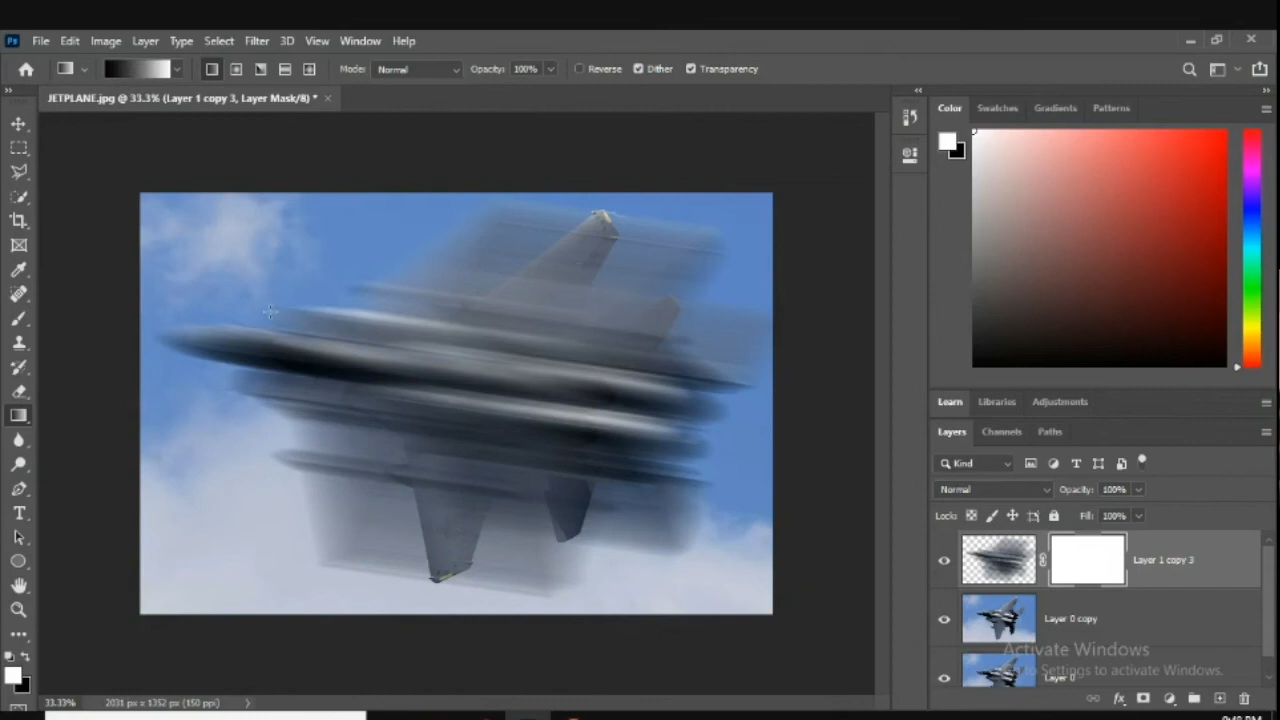 Ps File Edit Image Layer Type Select Filter 3D View Window Help
Mode: Normal Opacity: 100% Reverse Dither Transparency
JETPLANE.jpg @ 33.3% (Layer 1 copy 3, Layer Mask/8) * ×
Color Swatches Gradients Patterns
Learn Libraries Adjustments
Layers Channels Paths
Kind
Normal Opacity: 100%
Lock: Fill: 100%
Layer 1 copy 3
Layer 0 copy
Activate Windows
to Settings to activate Windows.
Layer 0
33.33% 2031 px x 1352 px (150 ppi)